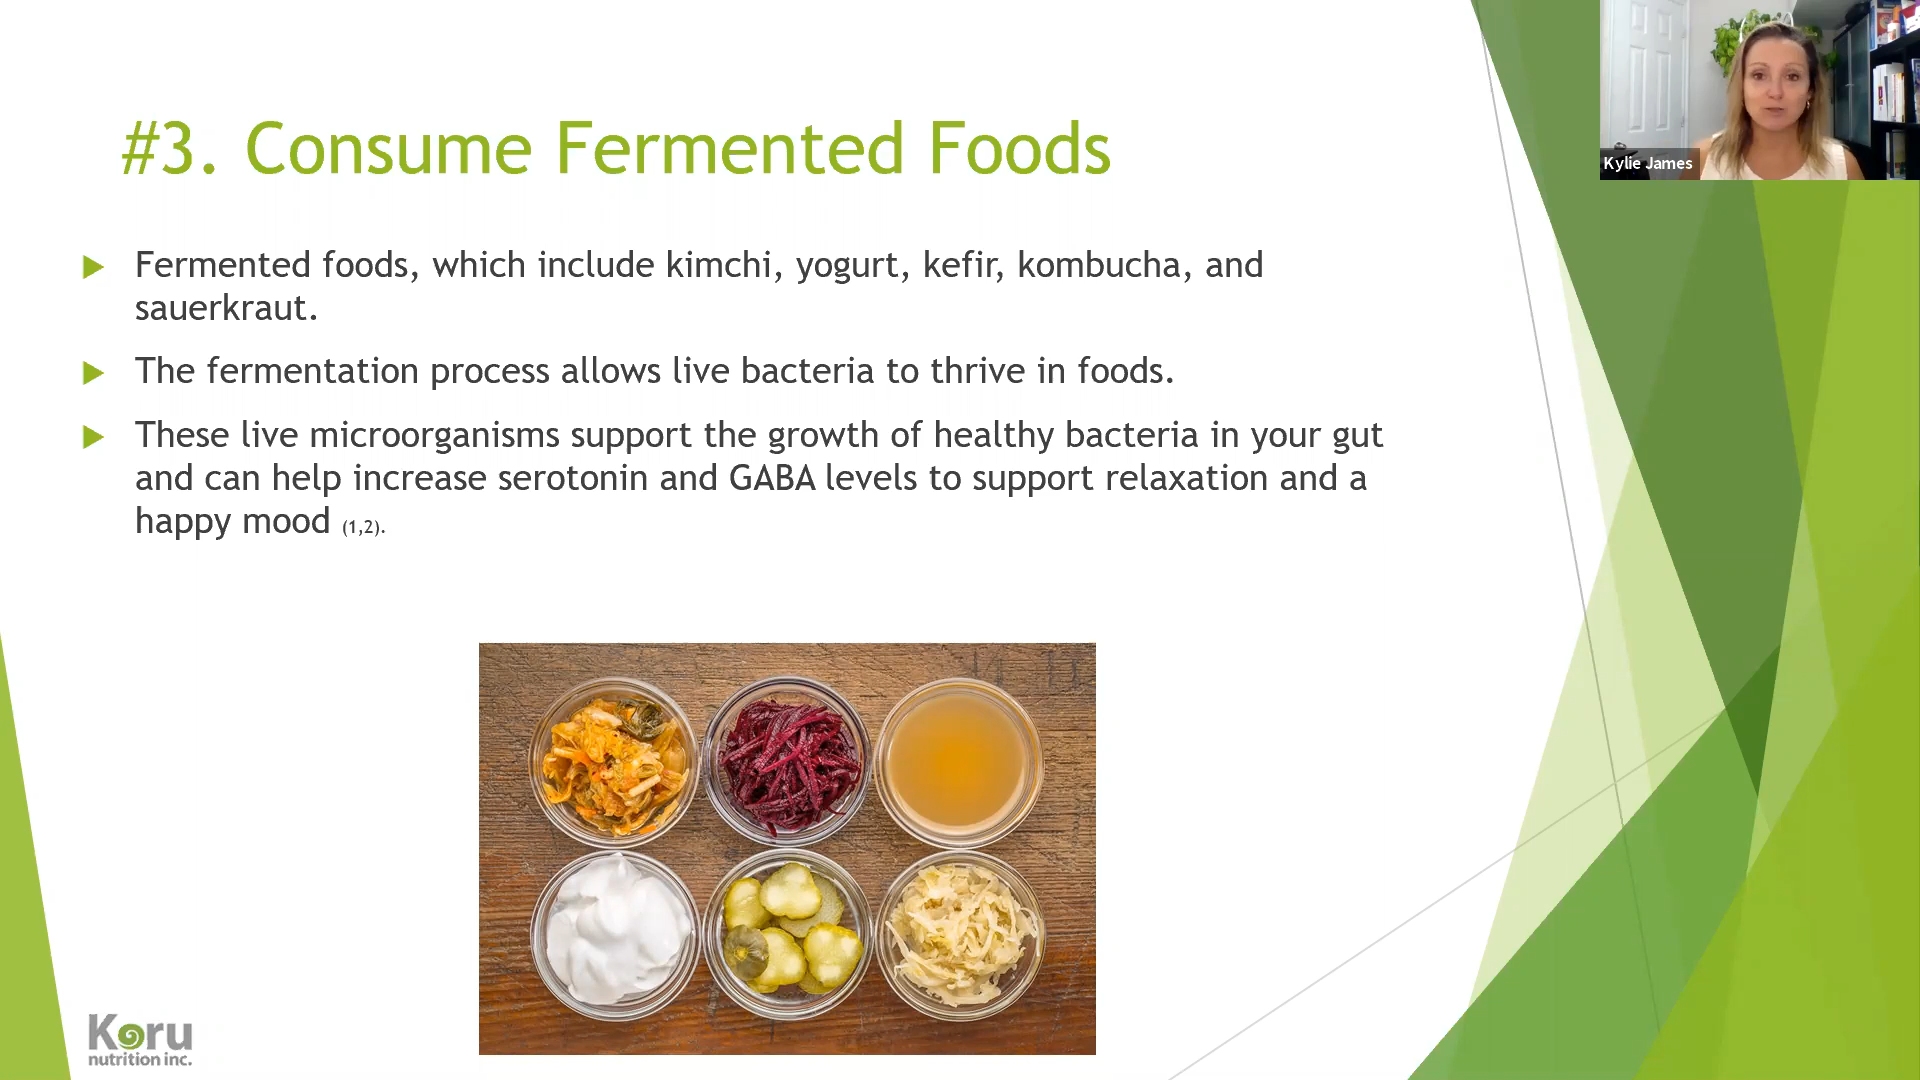 #3. Consume Fermented Foods
Fermented foods, which include kimchi, yogurt, kefir, kombucha, and
sauerkraut.
The fermentation process allows live bacteria to thrive in foods.
These live microorganisms support the growth of healthy bacteria in your gut
and can help increase serotonin and GABA levels to support relaxation and a
happy mood (1,2).
Kylie James
Koru
nutrition inc.